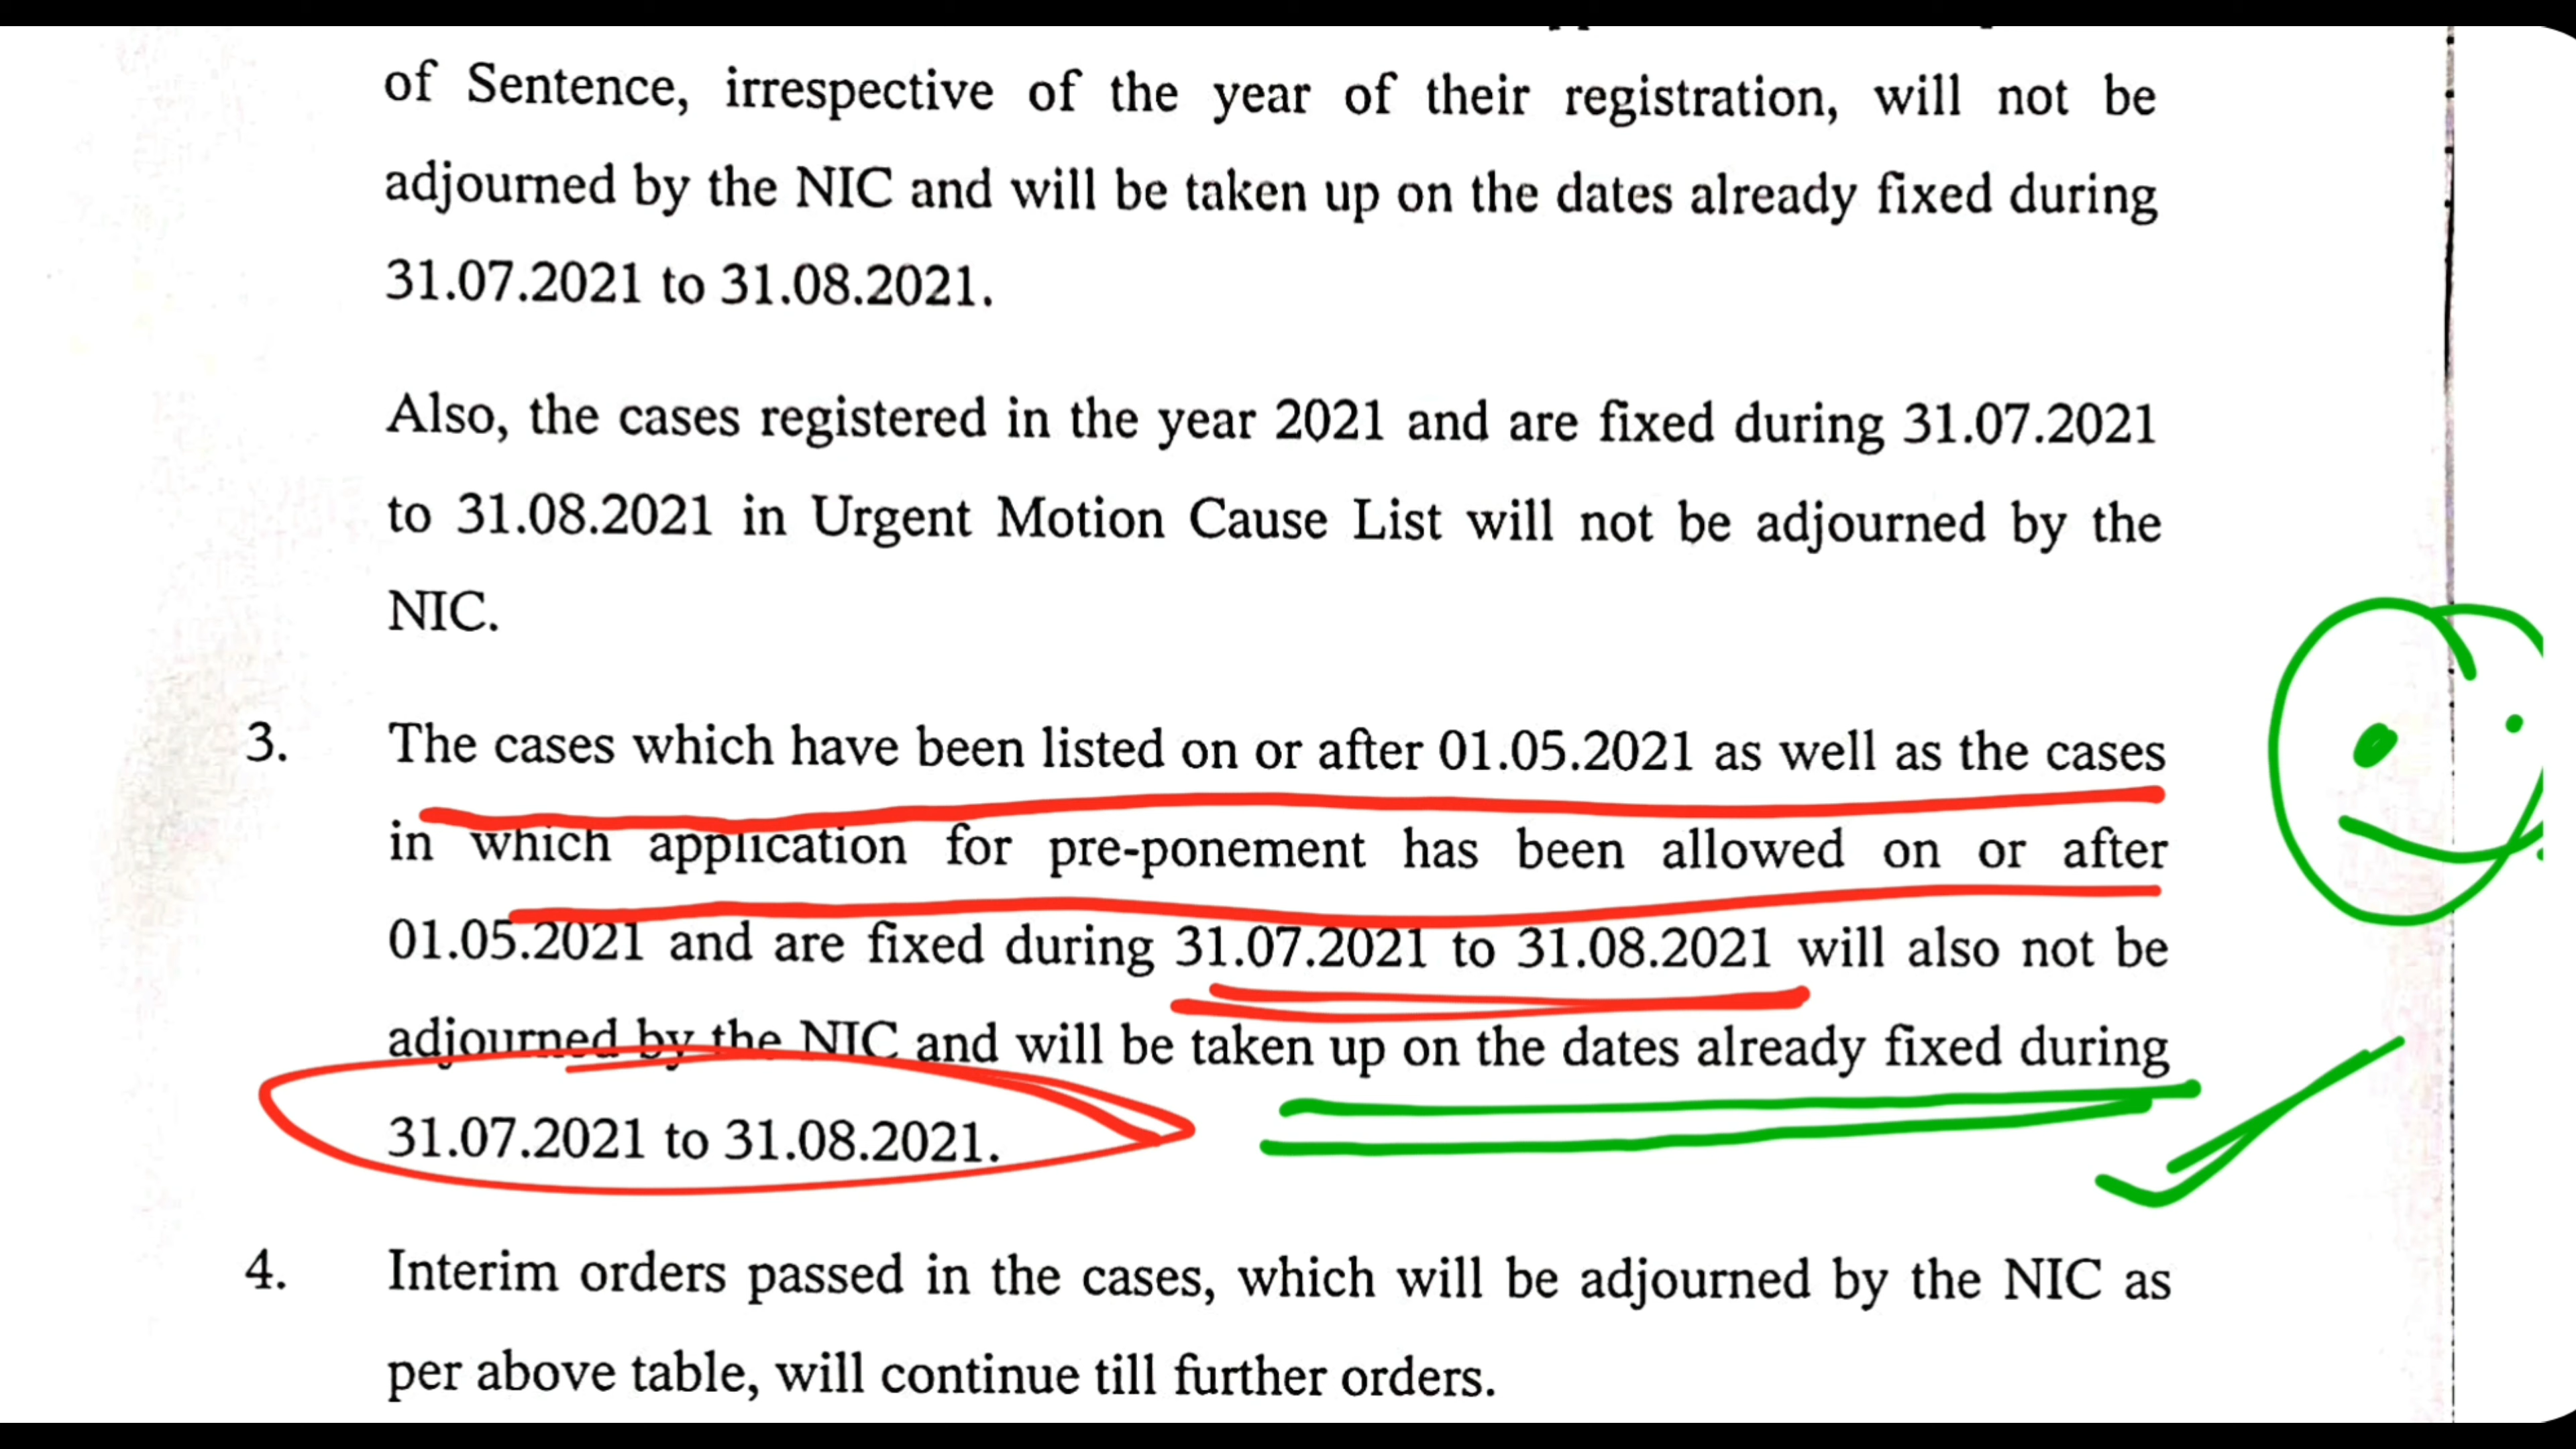 of Sentence, irrespective of the year of their registration, will not be
adjourned by the NIC and will be taken up on the dates already fixed during
31.07.2021 to 31.08.2021.
Also, the cases registered in the year 2021 and are fixed during 31.07.2021
to 31.08.2021 in Urgent Motion Cause List will not be adjourned by the
NIC.
3. The cases which have been listed on or after 01.05.2021 as well as the cases
in which application for pre-ponement has been allowed on or after
01.05.2021 and are fixed during 31.07.2021 to 31.08.2021 will also not be
adjourned by the NIC and will be taken up on the dates already fixed during
31.07.2021 to 31.08.2021.
4. Interim orders passed in the cases, which will be adjourned by the NIC as
per above table, will continue till further orders.